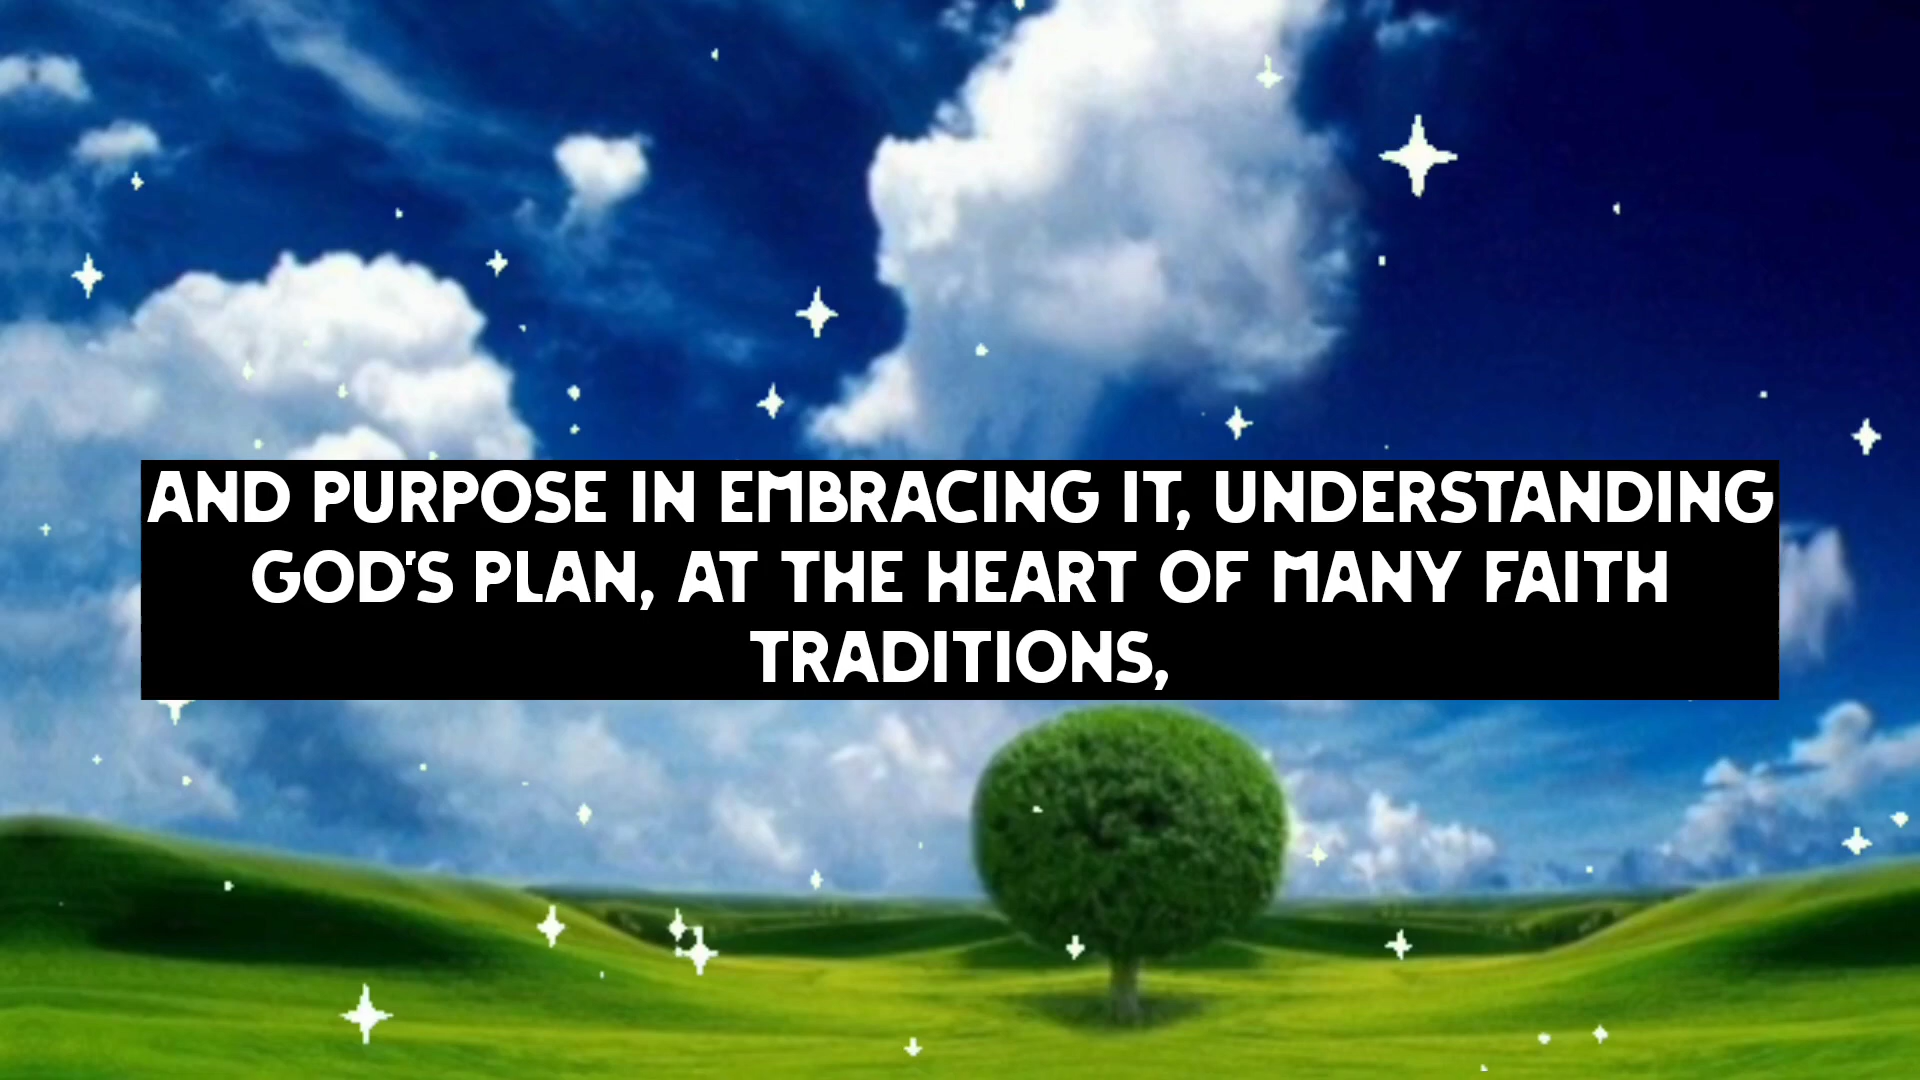 AND PURPOSE IN EMBRACING IT, UNDERSTANDING
GOD'S PLAN, AT THE HEART OF MANY FAITH
TRADITIONS,